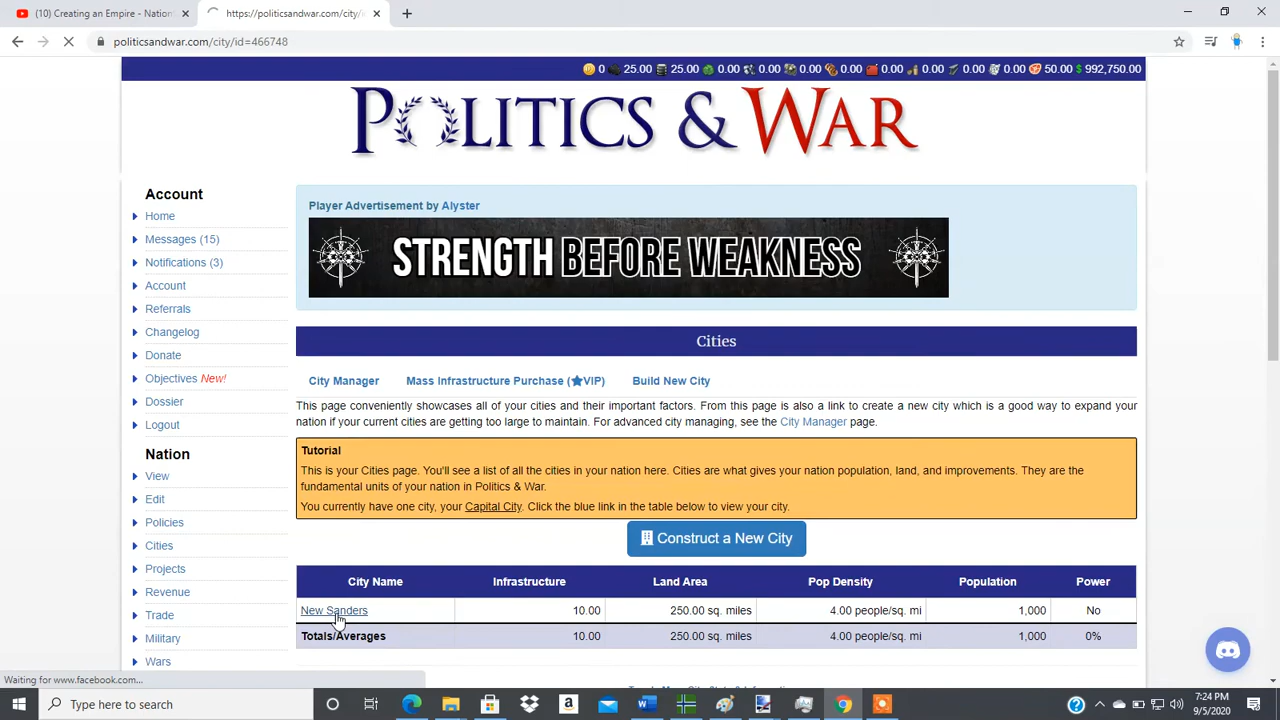 (10) Creating an Empire - Nation
https://politicsandwar.com/city/i
politicsandwar.com/city/id=466748
0 25.00 25.00 0.00 0.00 0.00 0.00 0.00 0.00 0.00 0.00 50.00 $ 992,750.00
POLITICS & WAR
Account
Home
Messages (15)
Notifications (3)
Account
Referrals
Changelog
Donate
Objectives New!
Dossier
Logout
Nation
View
Edit
Policies
Cities
Projects
Revenue
Trade
Military
Wars
Player Advertisement by Alyster
STRENGTH BEFORE WEAKNESS
Cities
City Manager Mass Infrastructure Purchase (VIP) Build New City
This page conveniently showcases all of your cities and their important factors. From this page is also a link to create a new city which is a good way to expand your
nation if your current cities are getting too large to maintain. For advanced city managing, see the City Manager page.
Tutorial
This is your Cities page. You'll see a list of all the cities in your nation here. Cities are what gives your nation population, land, and improvements. They are the
fundamental units of your nation in Politics & War.
You currently have one city, your Capital City. Click the blue link in the table below to view your city.
Construct a New City
City Name Infrastructure Land Area Pop Density Population Power
New Sanders 10.00 250.00 sq. miles 4.00 people/sq. mi 1,000 No
Totals/Averages 10.00 250.00 sq. miles 4.00 people/sq. mi 1,000 0%
Waiting for www.facebook.com...
Type here to search
7:24 PM
9/5/2020